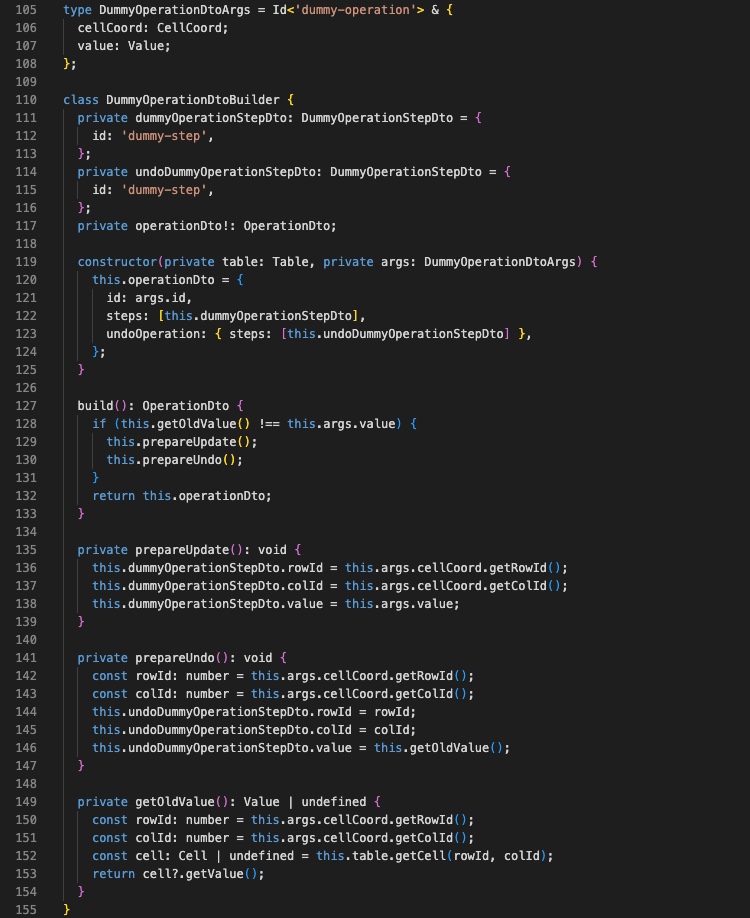 105 type DummyOperationDtoArgs = Id<'dummy-operation'> & {
106   cellCoord: CellCoord;
107   value: Value;
108 };
109
110 class DummyOperationDtoBuilder {
111   private dummyOperationStepDto: DummyOperationStepDto = {
112     id: 'dummy-step',
113   };
114   private undoDummyOperationStepDto: DummyOperationStepDto = {
115     id: 'dummy-step',
116   };
117   private operationDto!: OperationDto;
118
119   constructor(private table: Table, private args: DummyOperationDtoArgs) {
120     this.operationDto = {
121       id: args.id,
122       steps: [this.dummyOperationStepDto],
123       undoOperation: { steps: [this.undoDummyOperationStepDto] },
124     };
125   }
126
127   build(): OperationDto {
128     if (this.getOldValue() !== this.args.value) {
129       this.prepareUpdate();
130       this.prepareUndo();
131     }
132     return this.operationDto;
133   }
134
135   private prepareUpdate(): void {
136     this.dummyOperationStepDto.rowId = this.args.cellCoord.getRowId();
137     this.dummyOperationStepDto.colId = this.args.cellCoord.getColId();
138     this.dummyOperationStepDto.value = this.args.value;
139   }
140
141   private prepareUndo(): void {
142     const rowId: number = this.args.cellCoord.getRowId();
143     const colId: number = this.args.cellCoord.getColId();
144     this.undoDummyOperationStepDto.rowId = rowId;
145     this.undoDummyOperationStepDto.colId = colId;
146     this.undoDummyOperationStepDto.value = this.getOldValue();
147   }
148
149   private getOldValue(): Value | undefined {
150     const rowId: number = this.args.cellCoord.getRowId();
151     const colId: number = this.args.cellCoord.getColId();
152     const cell: Cell | undefined = this.table.getCell(rowId, colId);
153     return cell?.getValue();
154   }
155 }